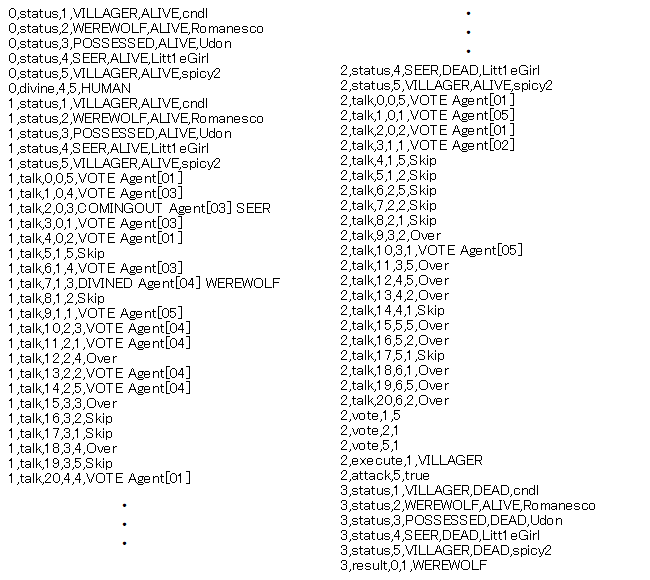 0,status,1,VILLAGER,ALIVE,cndl
0,status,2,WEREWOLF,ALIVE,Romanesco
0,status,3,POSSESSED,ALIVE,Udon
0,status,4,SEER,ALIVE,Litt1eGirl
0,status,5,VILLAGER,ALIVE,spicy2
0,divine,4,5,HUMAN
1,status,1,VILLAGER,ALIVE,cndl
1,status,2,WEREWOLF,ALIVE,Romanesco
1,status,3,POSSESSED,ALIVE,Udon
1,status,4,SEER,ALIVE,Litt1eGirl
1,status,5,VILLAGER,ALIVE,spicy2
1,talk,0,0,5,VOTE Agent[01]
1,talk,1,0,4,VOTE Agent[03]
1,talk,2,0,3,COMINGOUT Agent[03] SEER
1,talk,3,0,1,VOTE Agent[03]
1,talk,4,0,2,VOTE Agent[01]
1,talk,5,1,5,Skip
1,talk,6,1,4,VOTE Agent[03]
1,talk,7,1,3,DIVINED Agent[04] WEREWOLF
1,talk,8,1,2,Skip
1,talk,9,1,1,VOTE Agent[05]
1,talk,10,2,3,VOTE Agent[04]
1,talk,11,2,1,VOTE Agent[04]
1,talk,12,2,4,Over
1,talk,13,2,2,VOTE Agent[04]
1,talk,14,2,5,VOTE Agent[04]
1,talk,15,3,3,Over
1,talk,16,3,2,Skip
1,talk,17,3,1,Skip
1,talk,18,3,4,Over
1,talk,19,3,5,Skip
1,talk,20,4,4,VOTE Agent[01]
2,status,4,SEER,DEAD,Litt1eGirl
2,status,5,VILLAGER,ALIVE,spicy2
2,talk,0,0,5,VOTE Agent[01]
2,talk,1,0,1,VOTE Agent[05]
2,talk,2,0,2,VOTE Agent[01]
2,talk,3,1,1,VOTE Agent[02]
2,talk,4,1,5,Skip
2,talk,5,1,2,Skip
2,talk,6,2,5,Skip
2,talk,7,2,2,Skip
2,talk,8,2,1,Skip
2,talk,9,3,2,Over
2,talk,10,3,1,VOTE Agent[05]
2,talk,11,3,5,Over
2,talk,12,4,5,Over
2,talk,13,4,2,Over
2,talk,14,4,1,Skip
2,talk,15,5,5,Over
2,talk,16,5,2,Over
2,talk,17,5,1,Skip
2,talk,18,6,1,Over
2,talk,19,6,5,Over
2,talk,20,6,2,Over
2,vote,1,5
2,vote,2,1
2,vote,5,1
2,execute,1,VILLAGER
2,attack,5,true
3,status,1,VILLAGER,DEAD,cndl
3,status,2,WEREWOLF,ALIVE,Romanesco
3,status,3,POSSESSED,DEAD,Udon
3,status,4,SEER,DEAD,Litt1eGirl
3,status,5,VILLAGER,DEAD,spicy2
3,result,0,1,WEREWOLF